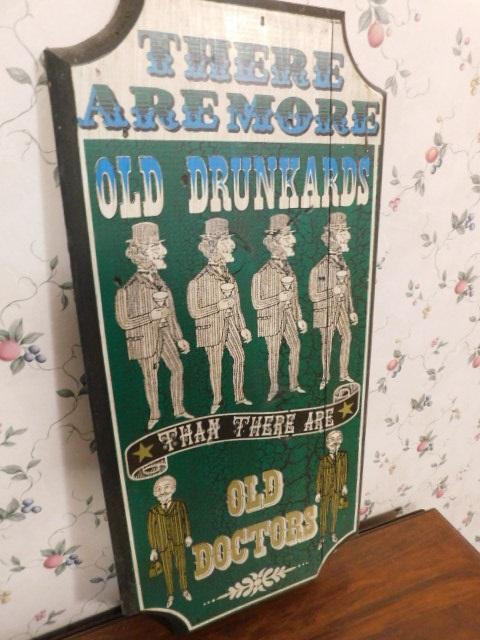 THERE
ARE MORE
OLD DRUNKARDS
THAN THERE ARE
OLD
DOCTORS